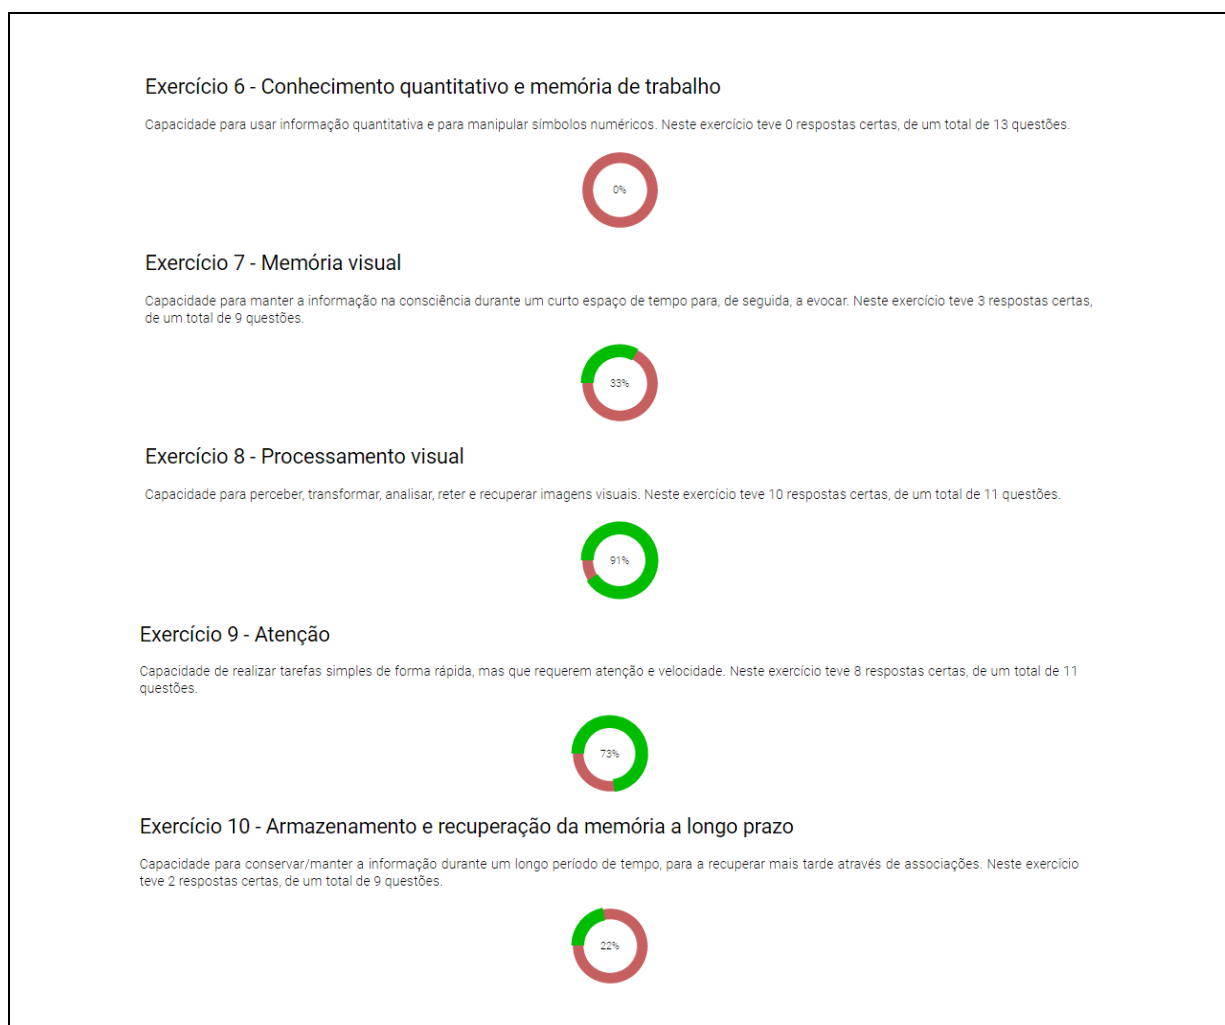 Exercício 6 - Conhecimento quantitativo e memória de trabalho
Capacidade para usar informação quantitativa e para manipular símbolos numéricos. Neste exercício teve 0 respostas certas, de um total de 13 questões.
0%
Exercício 7 - Memória visual
Capacidade para manter a informação na consciência durante um curto espaço de tempo para, de seguida, a evocar. Neste exercício teve 3 respostas certas,
de um total de 9 questões.
33%
Exercício 8 - Processamento visual
Capacidade para perceber, transformar, analisar, reter e recuperar imagens visuais. Neste exercício teve 10 respostas certas, de um total de 11 questões.
91%
Exercício 9 - Atenção
Capacidade de realizar tarefas simples de forma rápida, mas que requerem atenção e velocidade. Neste exercício teve 8 respostas certas, de um total de 11
questões.
73%
Exercício 10 - Armazenamento e recuperação da memória a longo prazo
Capacidade para conservar/manter a informação durante um longo período de tempo, para a recuperar mais tarde através de associações. Neste exercício
teve 2 respostas certas, de um total de 9 questões.
22%